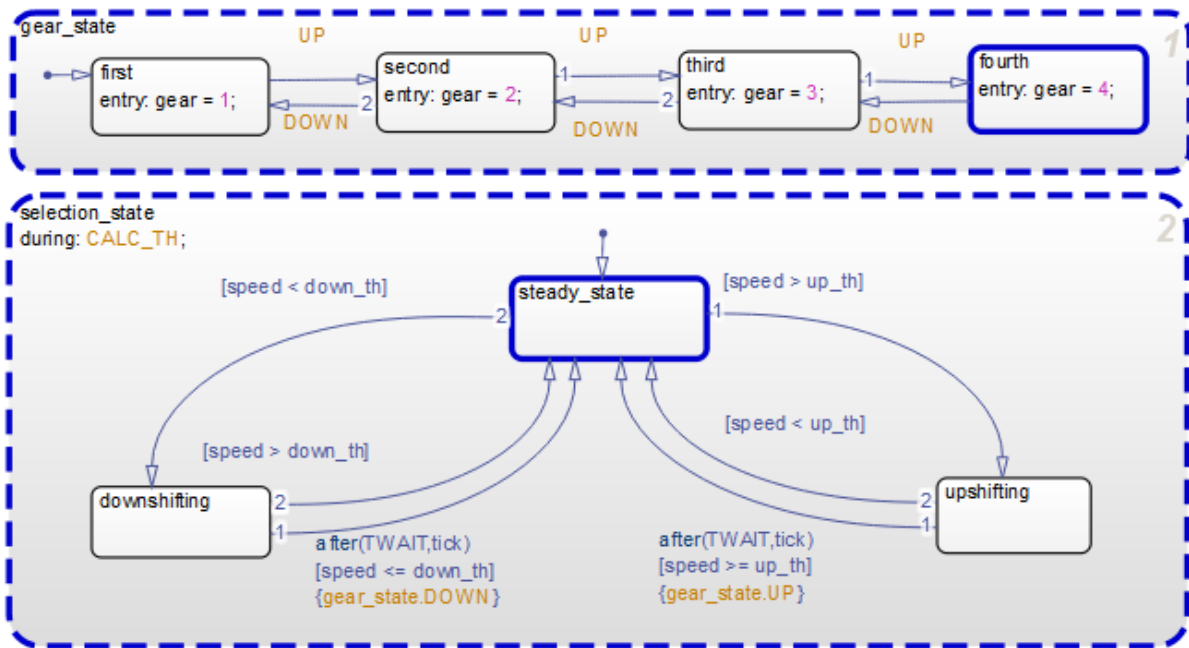 gear_state
1
UP
UP
UP
first
entry: gear = 1;
second
entry: gear = 2;
third
entry: gear = 3;
fourth
entry: gear = 4;
1
1
2
2
DOWN
DOWN
DOWN
selection_state
during: CALC_TH;
2
[speed < down_th]
steady_state
[speed > up_th]
2
1
[speed > down_th]
[speed < up_th]
downshifting
2
1
upshifting
2
1
after(TWAIT,tick)
[speed <= down_th]
{gear_state.DOWN}
after(TWAIT,tick)
[speed >= up_th]
{gear_state.UP}